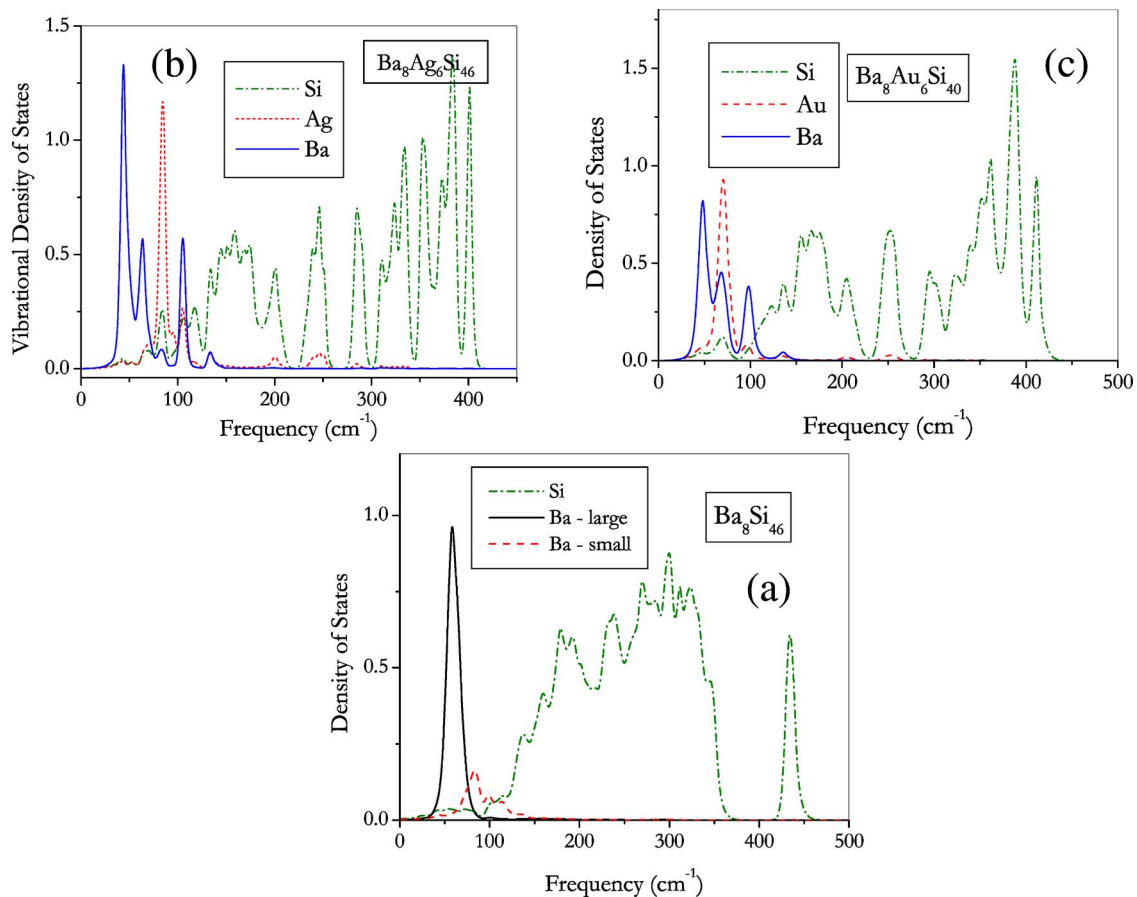 (b)
Ba8Ag6Si46
Si
Ag
Ba
Vibrational Density of States
1.5
1.0
0.5
0.0
0 100 200 300 400
Frequency (cm-1)
(c)
Ba8Au6Si40
Si
Au
Ba
Density of States
1.5
1.0
0.5
0.0
0 100 200 300 400 500
Frequency (cm-1)
(a)
Ba8Si46
Si
Ba - large
Ba - small
Density of States
1.0
0.5
0.0
0 100 200 300 400 500
Frequency (cm-1)